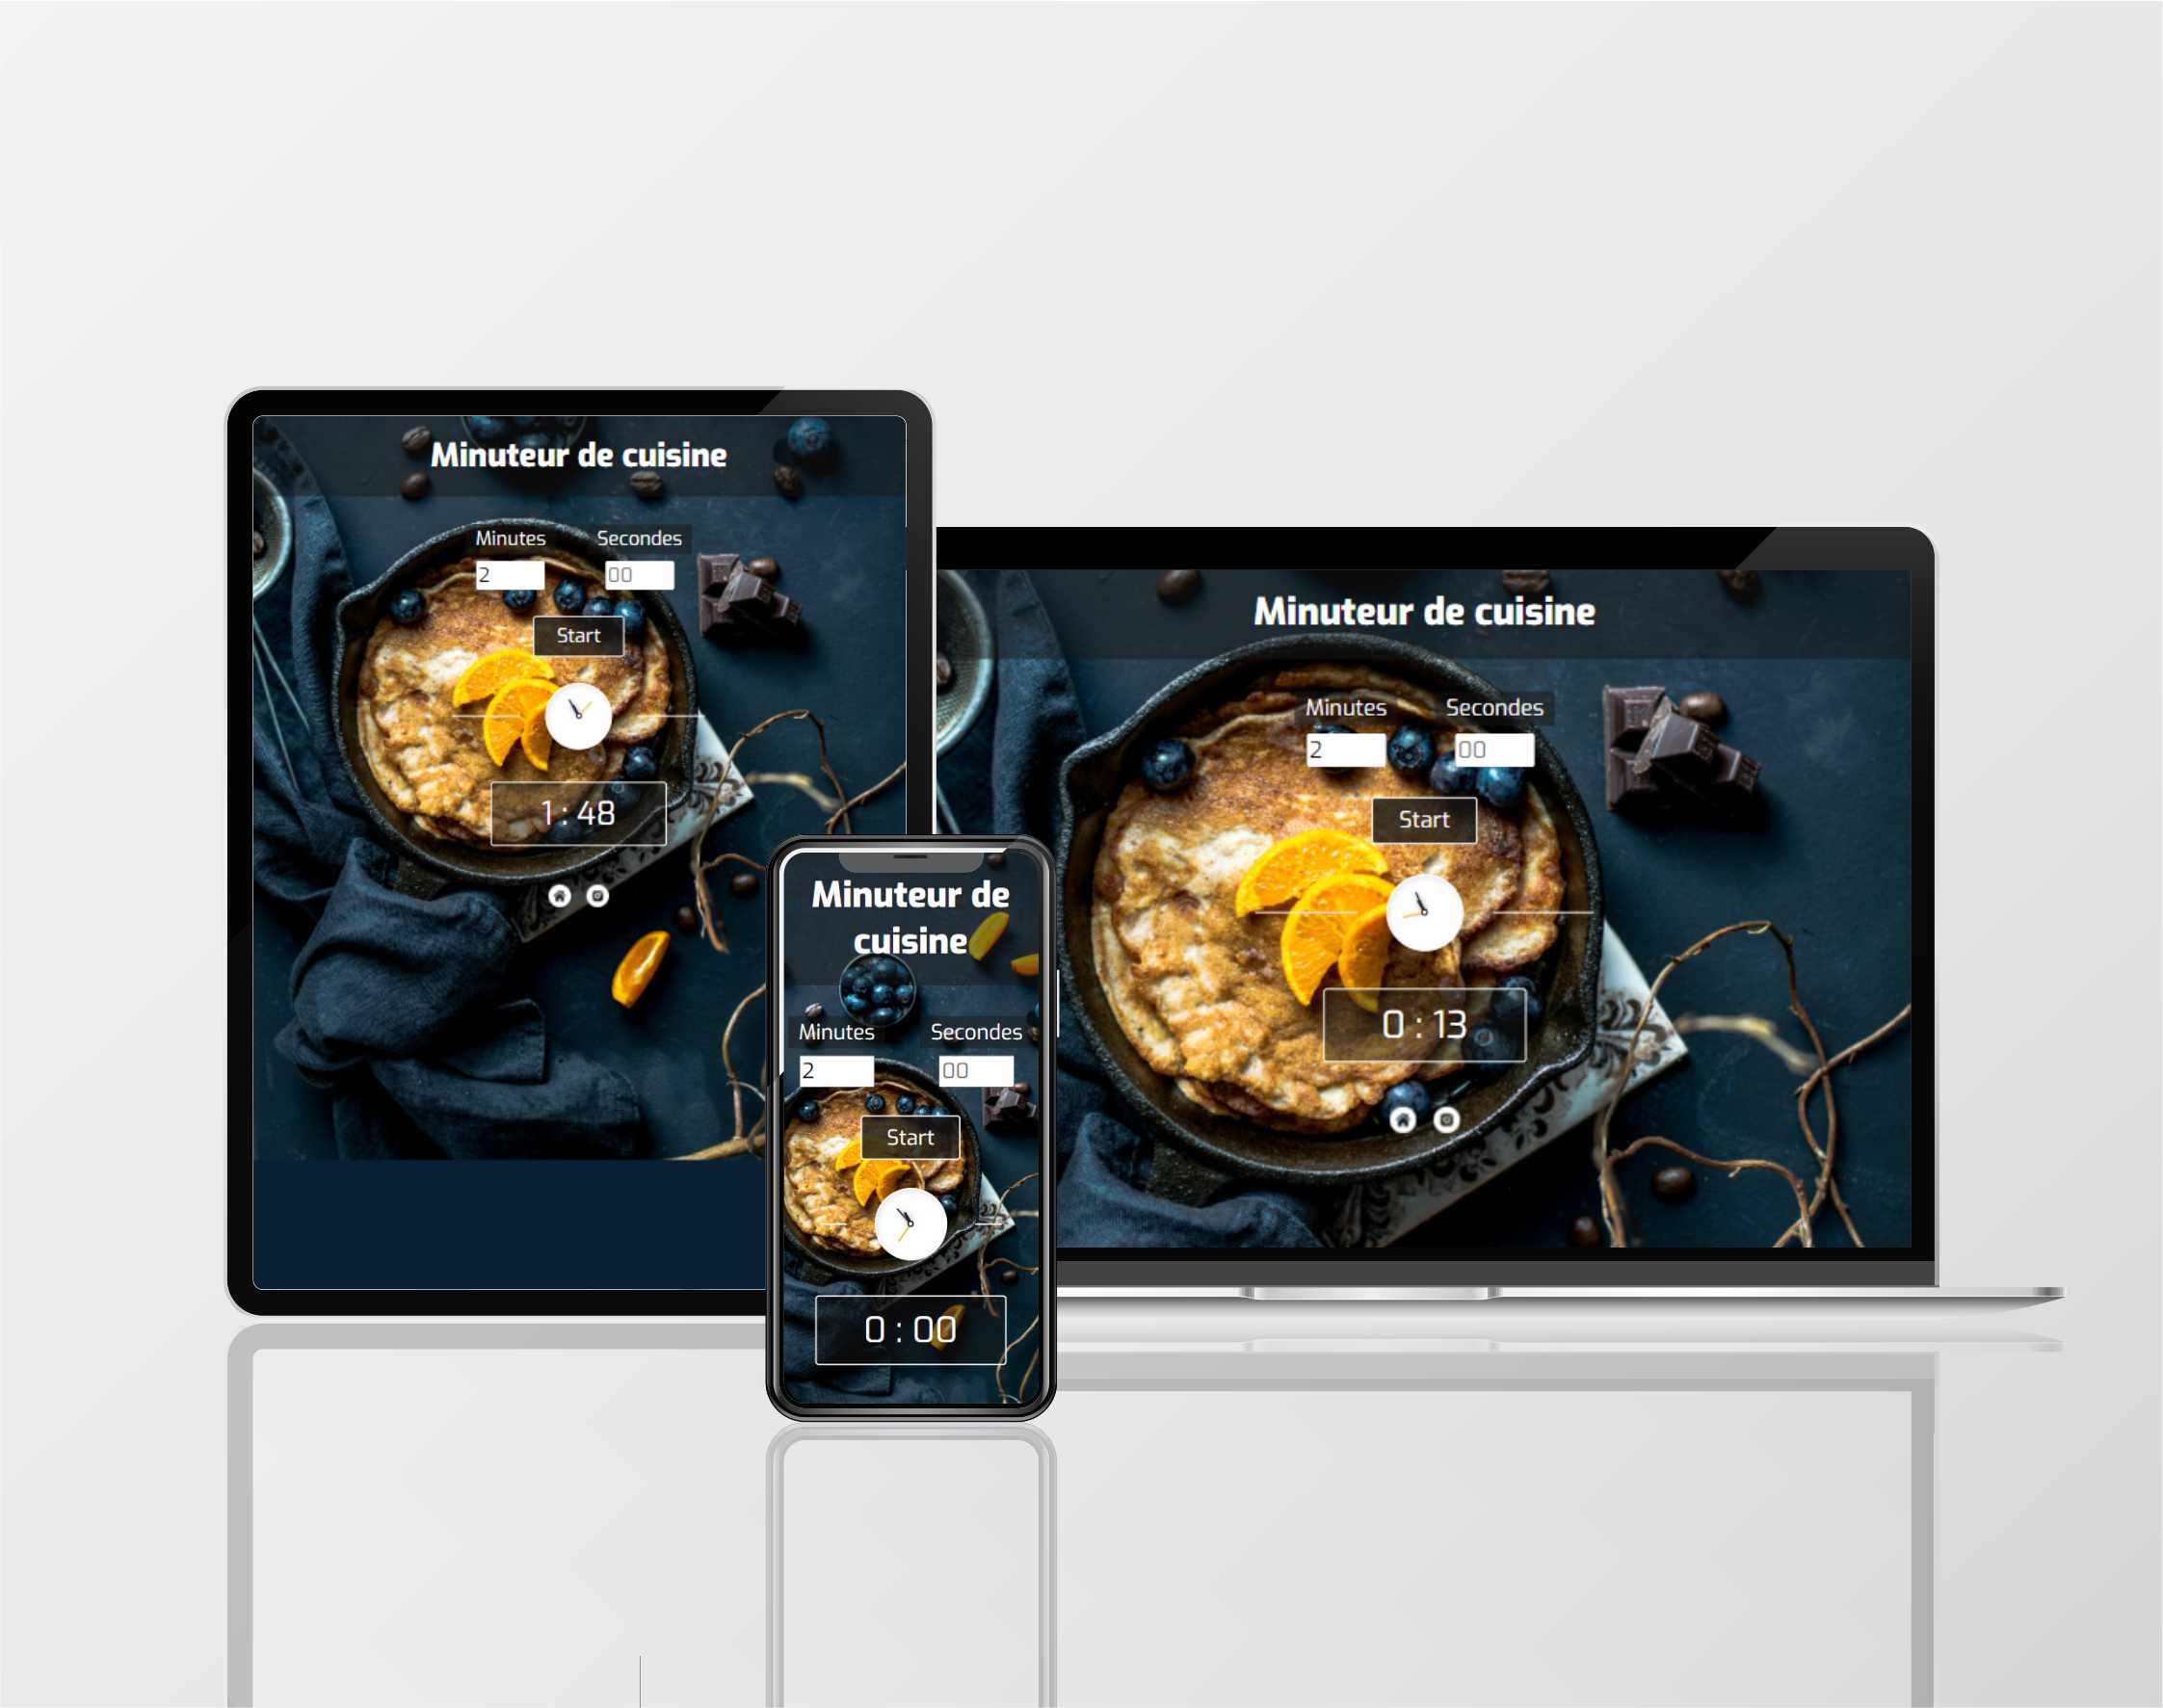 Minuteur de cuisine
Minutes Secondes
2 00
Start
1 : 48
Minuteur de cuisine
Minutes Secondes
2 00
Start
0 : 13
Minuteur de
cuisine
Minutes Secondes
2 00
Start
0 : 00